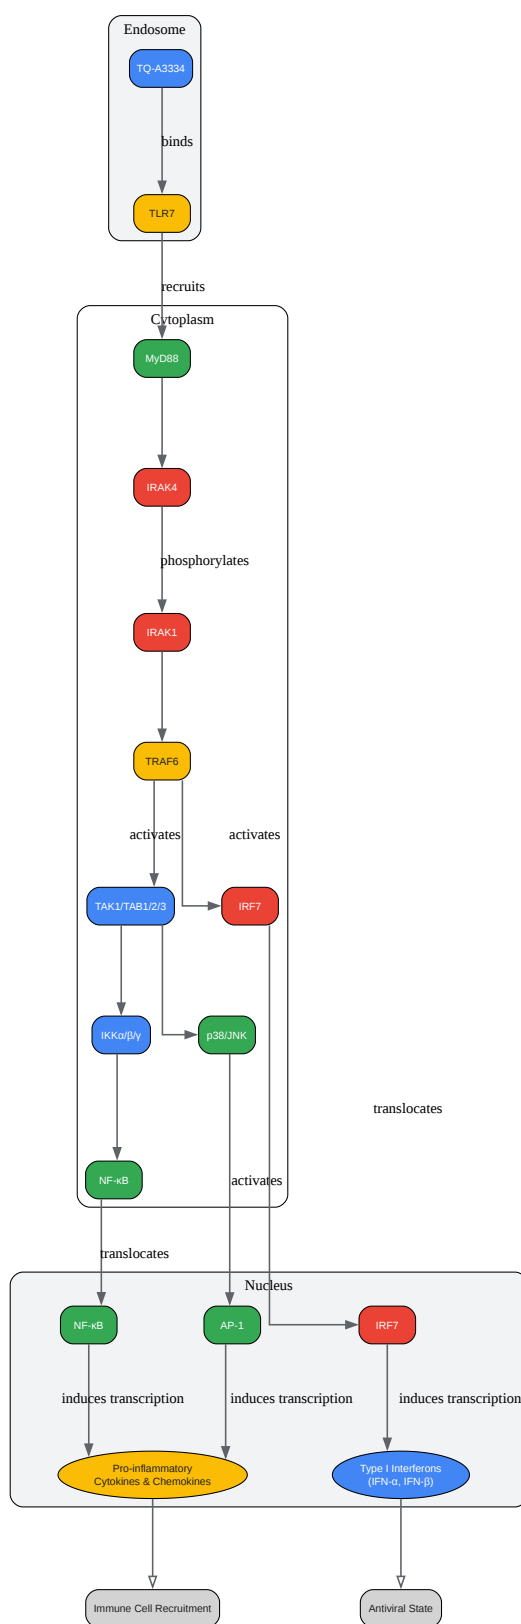 Endosome
TQ-A3334
binds
TLR7
recruits
Cytoplasm
MyD88
IRAK4
phosphorylates
IRAK1
TRAF6
activates
activates
TAK1/TAB1/2/3
IRF7
IKKα/β/γ
p38/JNK
translocates
NF-κB
activates
translocates
Nucleus
NF-κB
AP-1
IRF7
induces transcription
induces transcription
induces transcription
Pro-inflammatory
Cytokines & Chemokines
Type I Interferons
(IFN-α, IFN-β)
Immune Cell Recruitment
Antiviral State